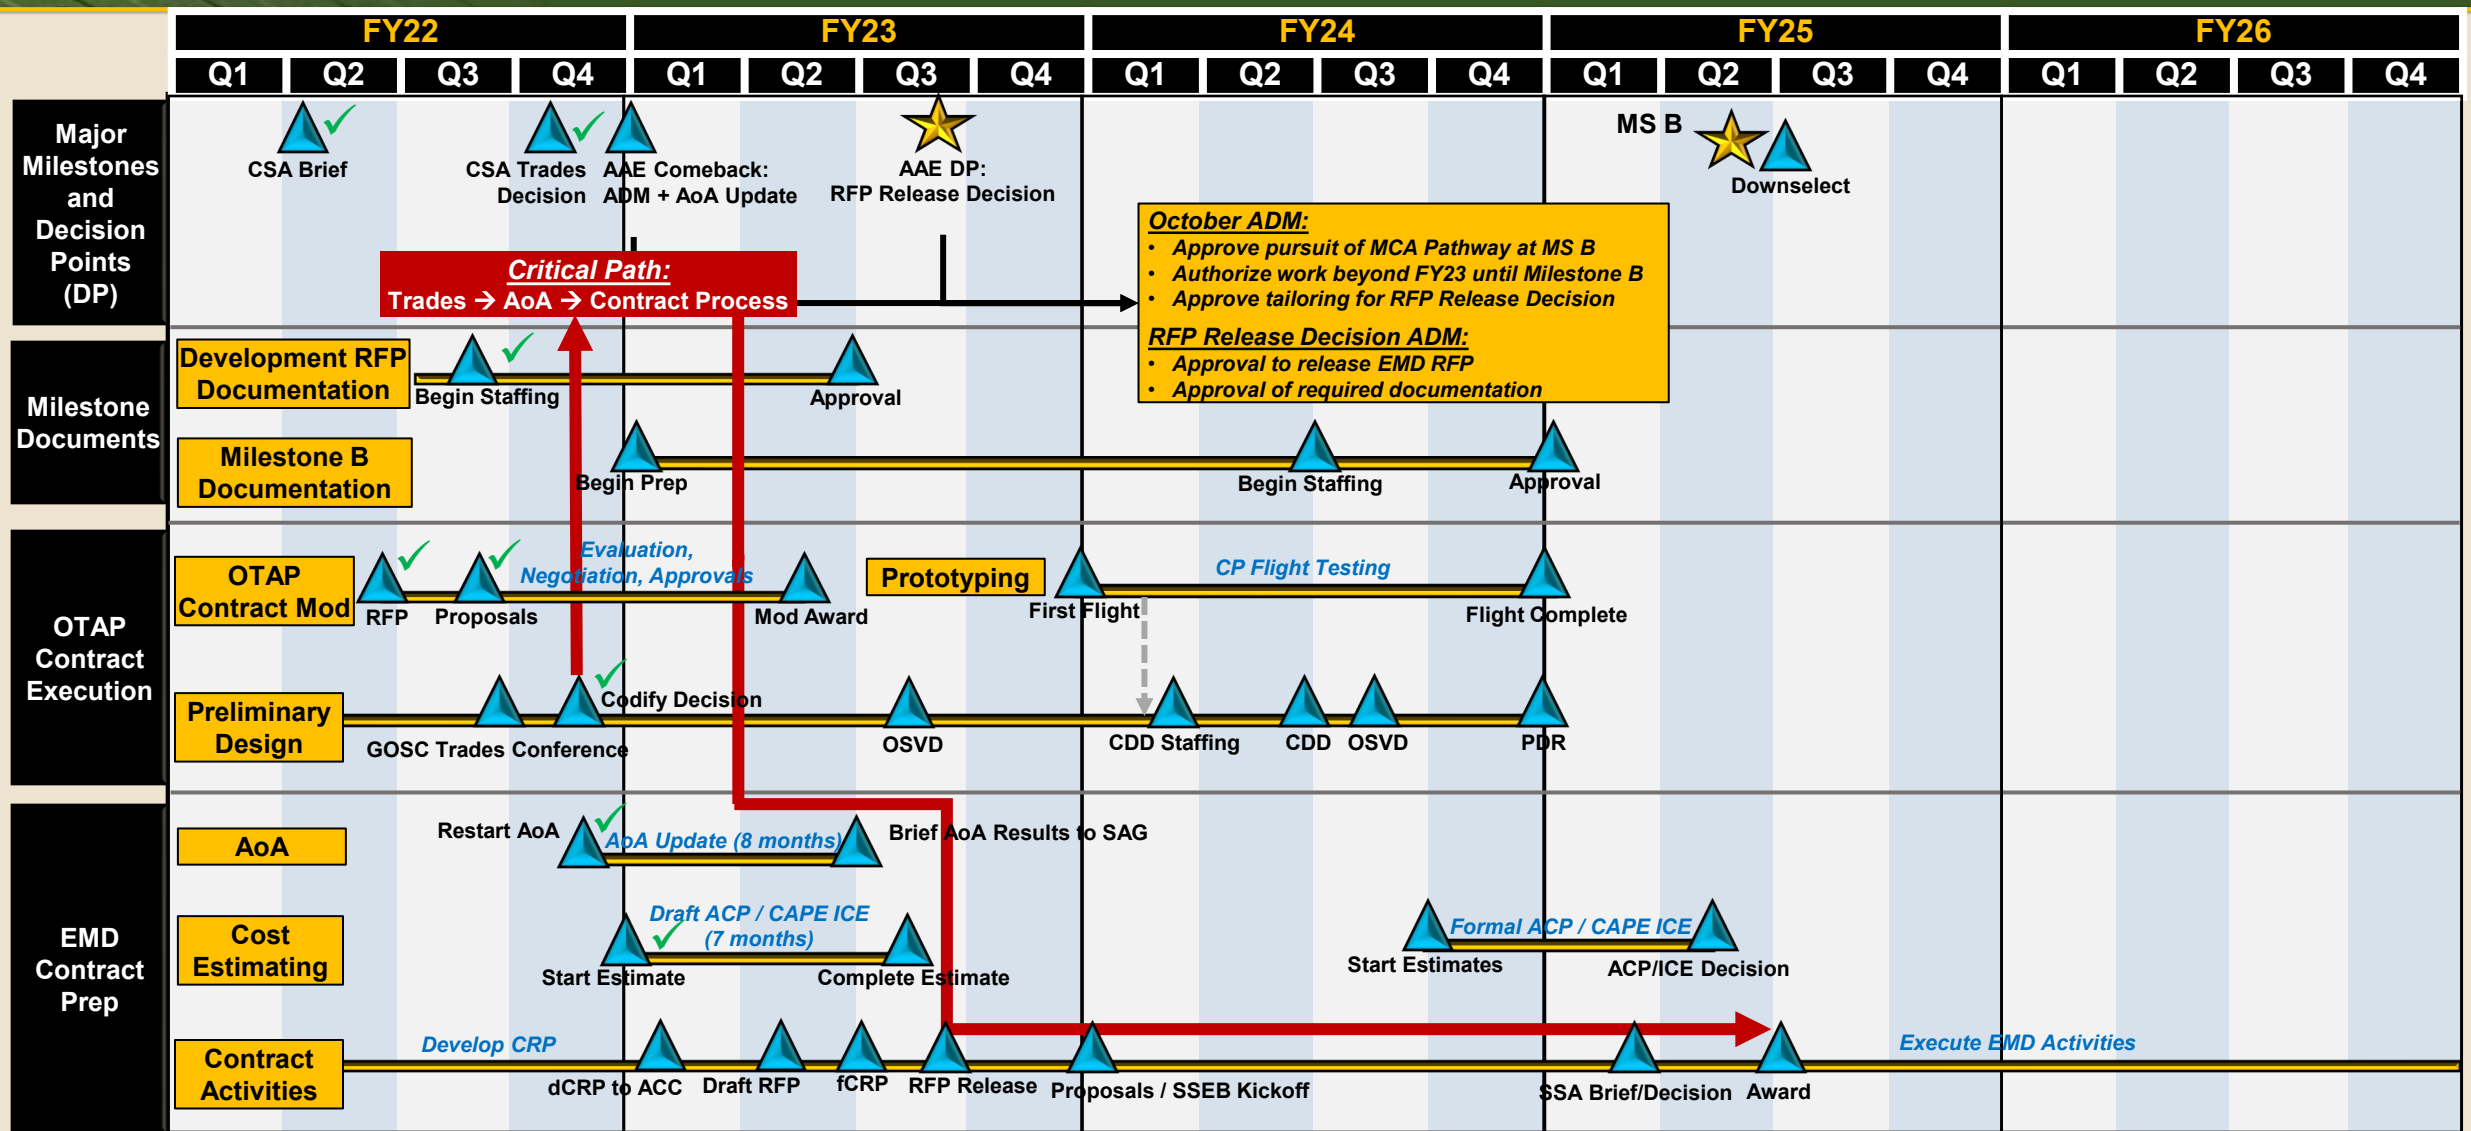 FY22 FY23 FY24 FY25 FY26
Q1 Q2 Q3 Q4 Q1 Q2 Q3 Q4 Q1 Q2 Q3 Q4 Q1 Q2 Q3 Q4 Q1 Q2 Q3 Q4
Major
Milestones
and
Decision
Points
(DP)
CSA Brief
CSA Trades
Decision
AAE Comeback:
ADM + AoA Update
AAE DP:
RFP Release Decision
MS B
Downselect
Critical Path:
Trades → AoA → Contract Process
October ADM:
• Approve pursuit of MCA Pathway at MS B
• Authorize work beyond FY23 until Milestone B
• Approve tailoring for RFP Release Decision
RFP Release Decision ADM:
• Approval to release EMD RFP
• Approval of required documentation
Milestone
Documents
Development RFP
Documentation
Begin Staffing
Approval
Milestone B
Documentation
Begin Prep
Begin Staffing
Approval
OTAP
Contract
Execution
OTAP
Contract Mod
RFP
Proposals
Evaluation,
Negotiation, Approvals
Mod Award
Prototyping
First Flight
CP Flight Testing
Flight Complete
Preliminary
Design
GOSC Trades Conference
Codify Decision
OSVD
CDD Staffing
CDD
OSVD
PDR
EMD
Contract
Prep
AoA
Restart AoA
AoA Update (8 months)
Brief AoA Results to SAG
Cost
Estimating
Start Estimate
Draft ACP / CAPE ICE
(7 months)
Complete Estimate
Start Estimates
Formal ACP / CAPE ICE
ACP/ICE Decision
Contract
Activities
Develop CRP
dCRP to ACC
Draft RFP
fCRP
RFP Release
Proposals / SSEB Kickoff
SSA Brief/Decision
Award
Execute EMD Activities